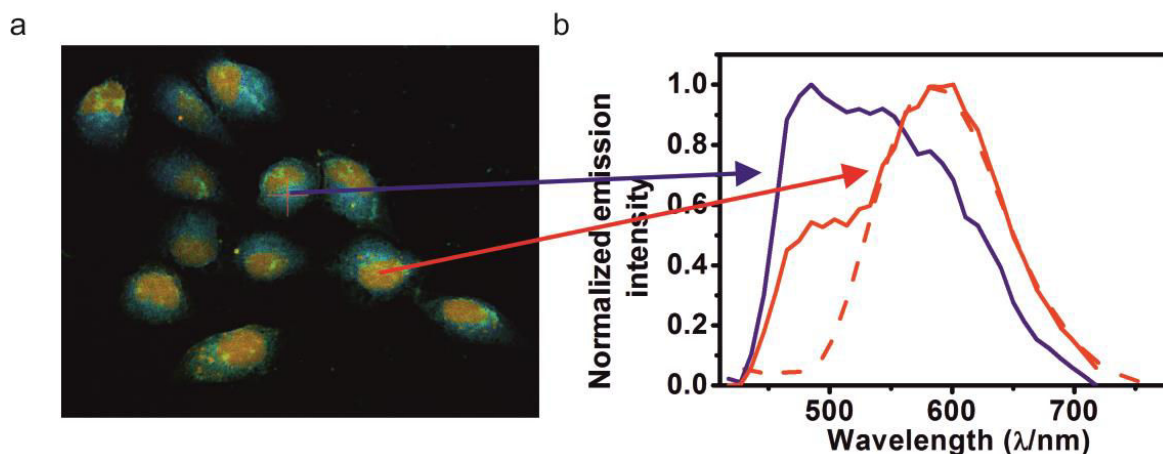 a
b
Normalized emission
intensity
1.0
0.8
0.6
0.4
0.2
0.0
500
600
700
Wavelength (λ/nm)